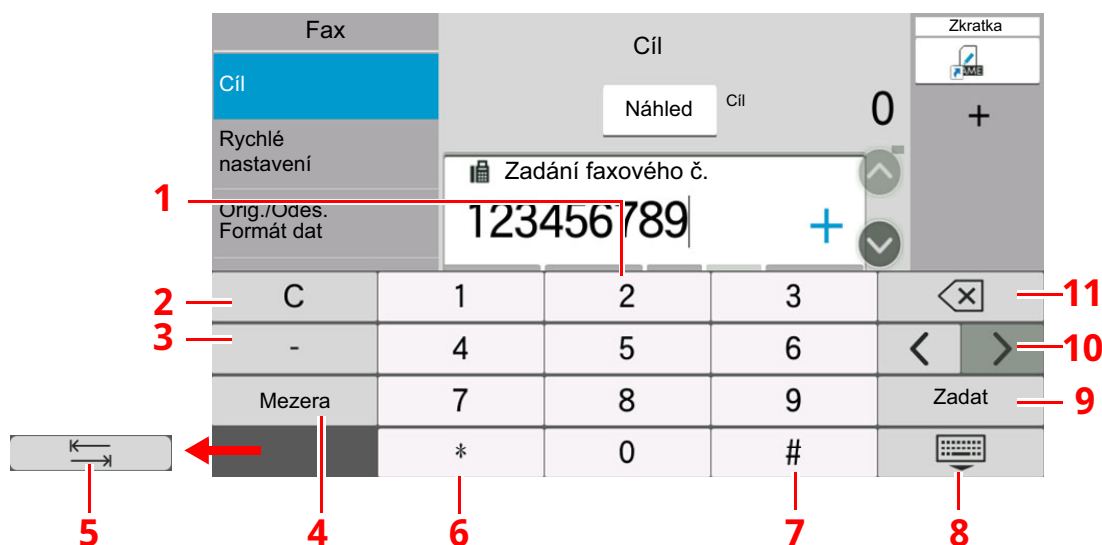 Fax
Cíl
Zkratka
AME
Cíl
Náhled
Cíl
0
+
Rychlé
nastavení
Zadání faxového č.
1
Orig./Odes.
Formát dat
123456789
+
2
C
1
2
3
11
3
-
4
5
6
10
Mezera
7
8
9
Zadat
9
*
0
#
5
4
6
7
8